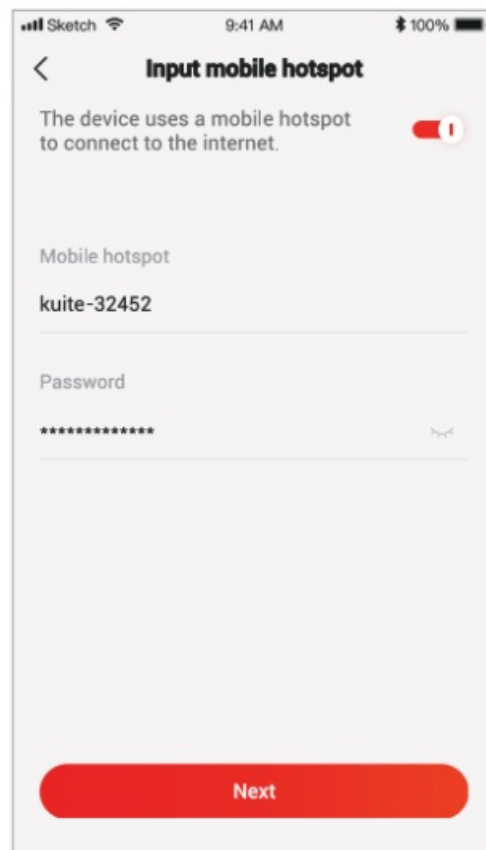 Sketch 9:41 AM 100%
Input mobile hotspot
The device uses a mobile hotspot
to connect to the internet.
Mobile hotspot
kuite-32452
Password
*************
Next